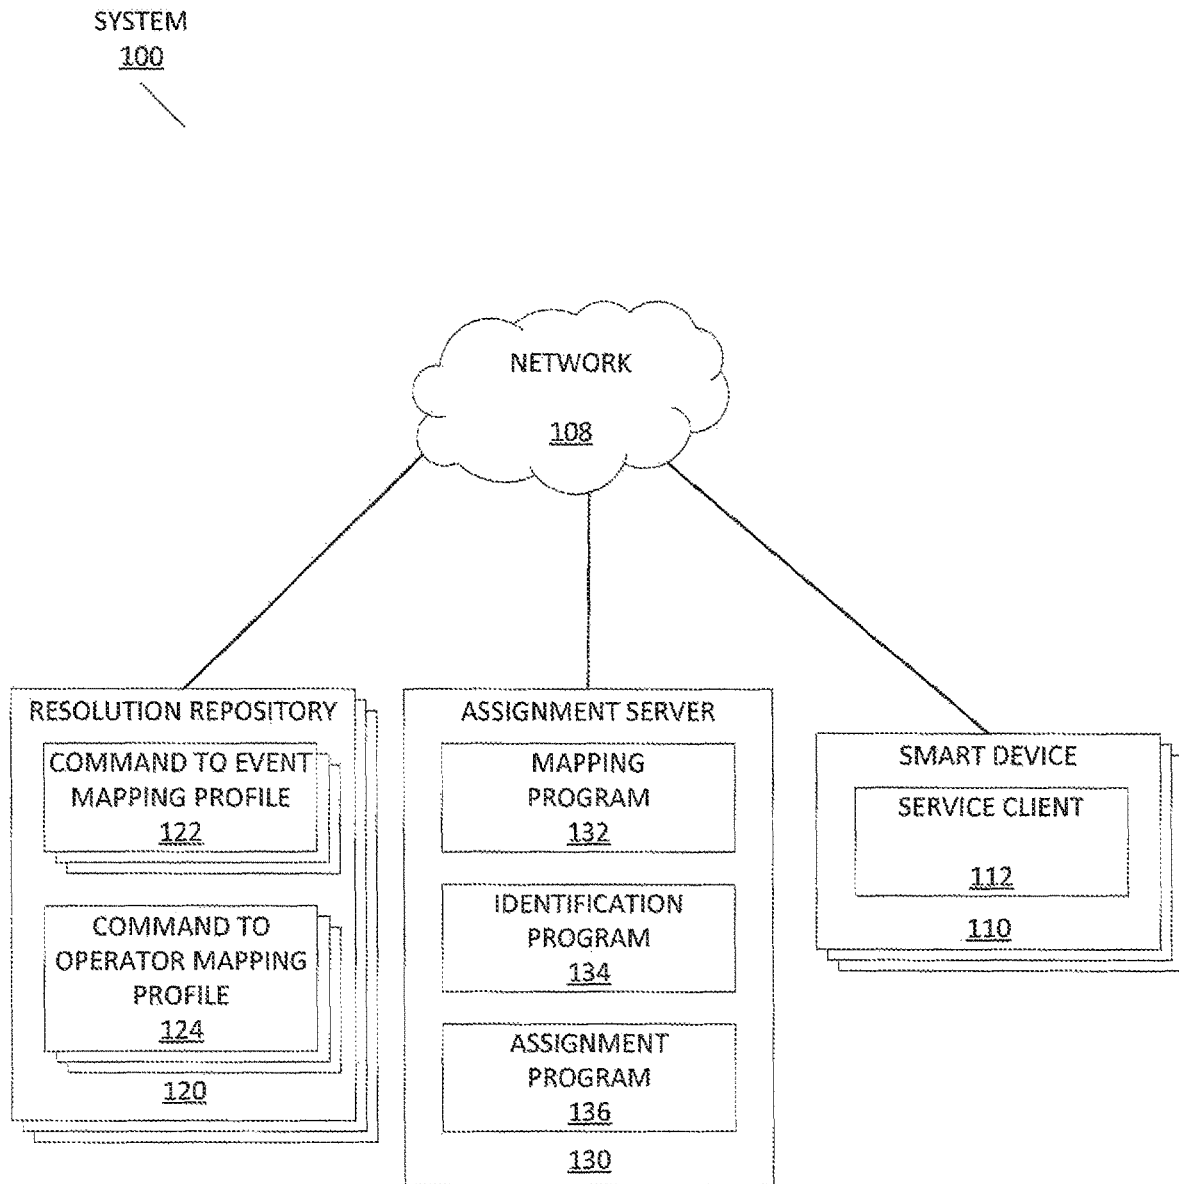 SYSTEM
100
NETWORK
108
RESOLUTION REPOSITORY
COMMAND TO EVENT
MAPPING PROFILE
122
COMMAND TO
OPERATOR MAPPING
PROFILE
124
120
ASSIGNMENT SERVER
MAPPING
PROGRAM
132
IDENTIFICATION
PROGRAM
134
ASSIGNMENT
PROGRAM
136
130
SMART DEVICE
SERVICE CLIENT
112
110